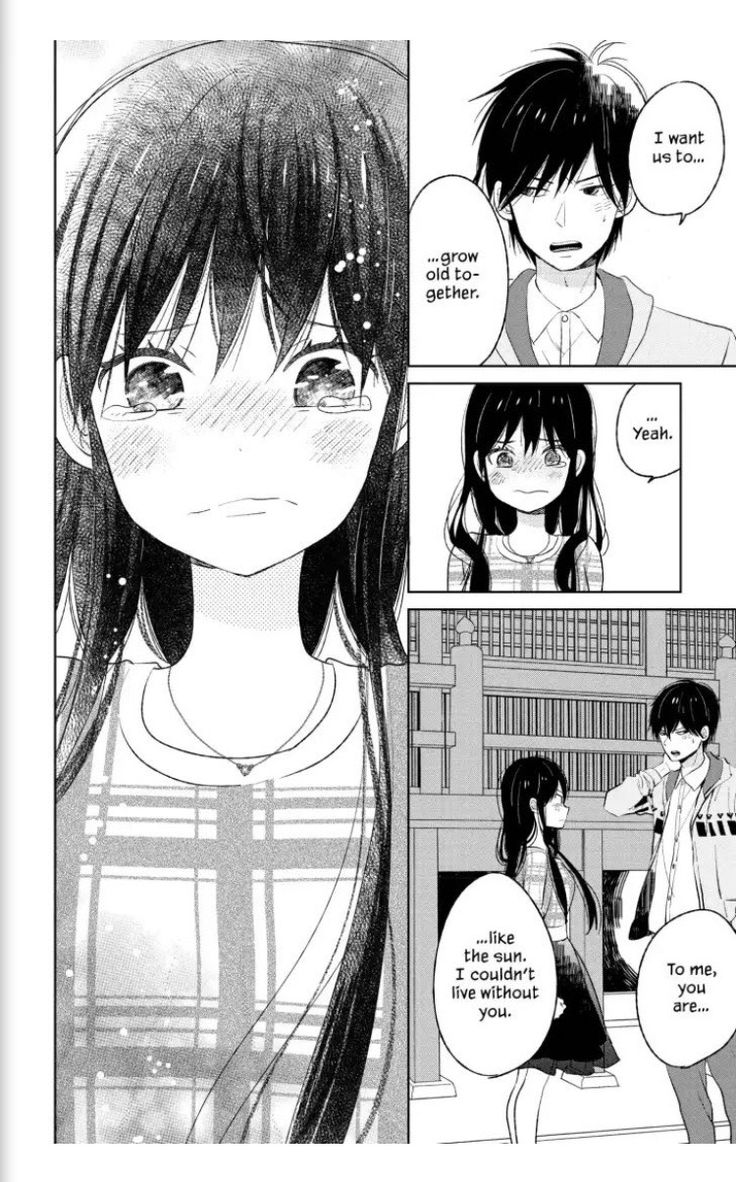 I want
us to...
...grow
old to-
gether.
...
Yeah.
To me,
you
are...
...like
the sun.
I couldn't
live without
you.